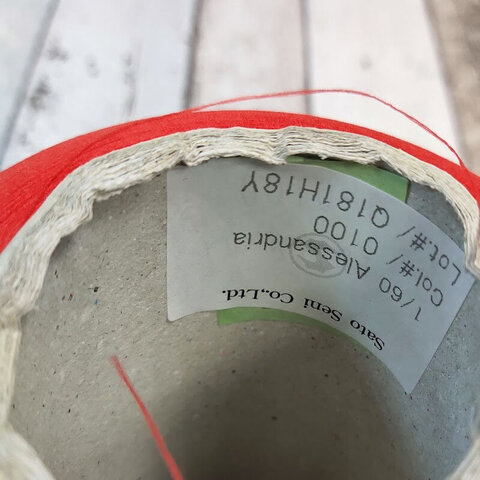 Sato Seni Co.,Ltd.
1/60 Alessandria
Col#/ 0100
Lot#/ Q181H18Y